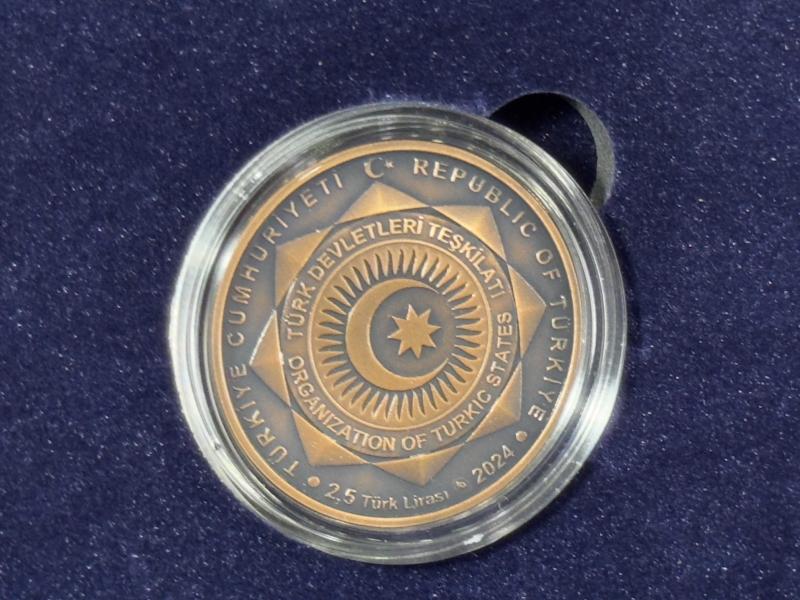 TÜRKİYE CUMHURİYETİ REPUBLIC OF TÜRKİYE
TÜRK DEVLETLERİ TEŞKİLATI
ORGANIZATION OF TURKIC STATES
2,5 Türk Lirası 2024